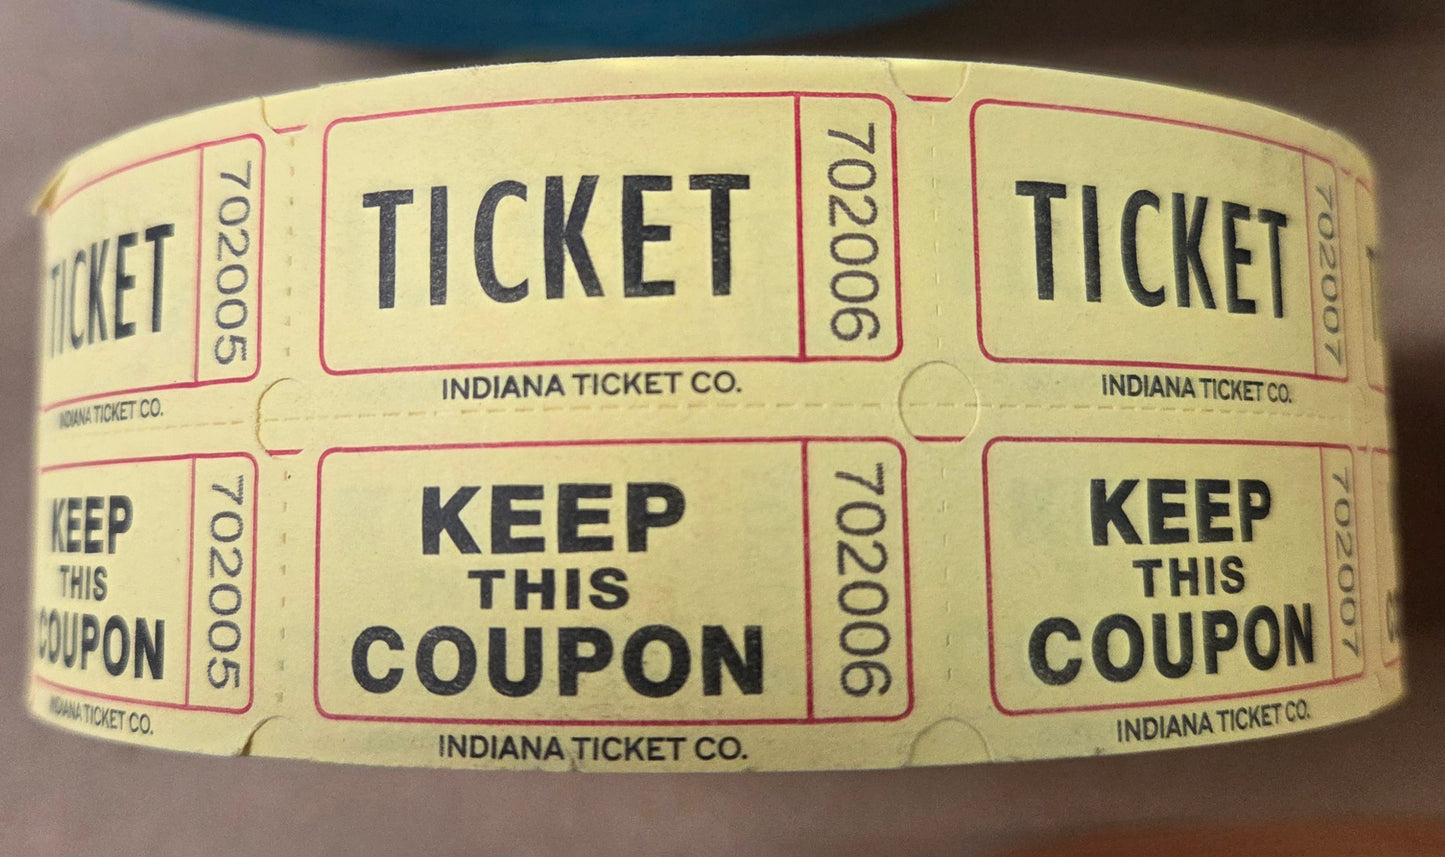 TICKET 702005
INDIANA TICKET CO.
TICKET 702006
INDIANA TICKET CO.
TICKET 702007
INDIANA TICKET CO.
KEEP
THIS
COUPON
702005
INDIANA TICKET CO.
KEEP
THIS
COUPON
702006
INDIANA TICKET CO.
KEEP
THIS
COUPON
702007
INDIANA TICKET CO.